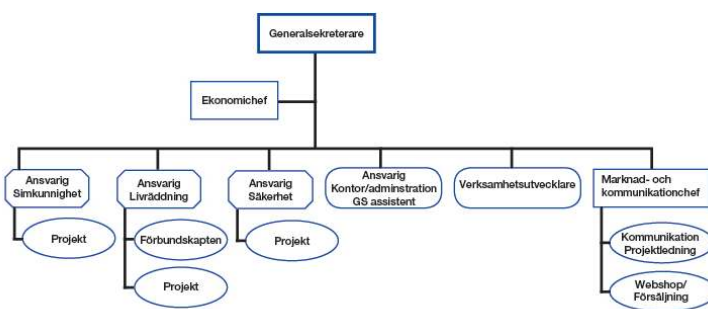 Generalsekreterare
Ekonomichef
Ansvarig
Simkunnighet
Ansvarig
Livräddning
Ansvarig
Säkerhet
Ansvarig
Kontor/adminstration
GS assistent
Verksamhetsutvecklare
Marknad- och
kommunikationchef
Projekt
Förbundskapten
Projekt
Projekt
Kommunikation
Projektledning
Webshop/
Försäljning